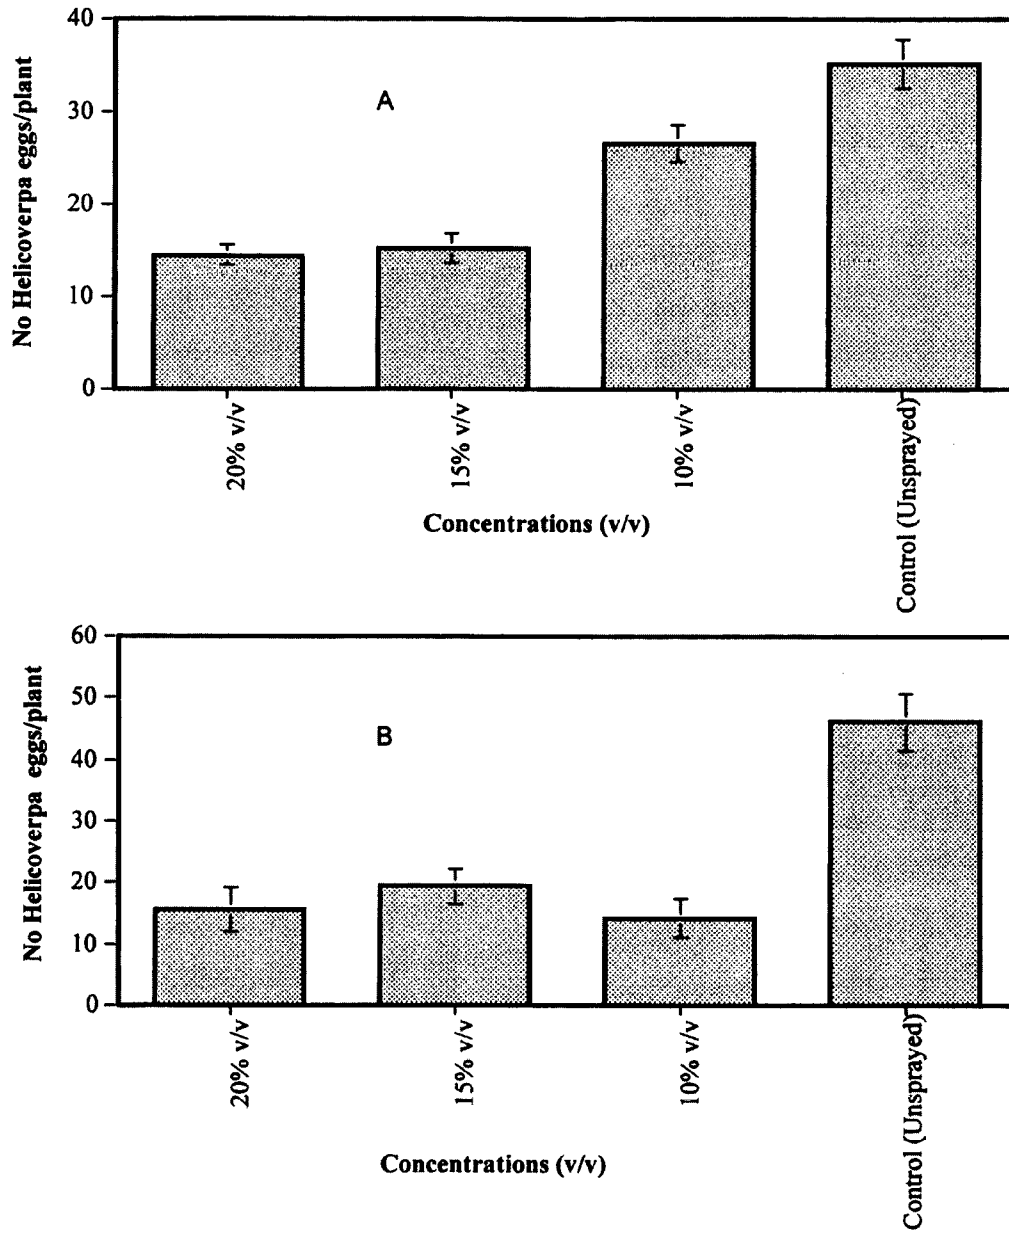 40
30
20
10
0
No Helicoverpa eggs/plant
A
20% v/v
15% v/v
10% v/v
Control (Unsprayed)
Concentrations (v/v)
60
50
40
30
20
10
0
No Helicoverpa eggs/plant
B
20% v/v
15% v/v
10% v/v
Control (Unsprayed)
Concentrations (v/v)